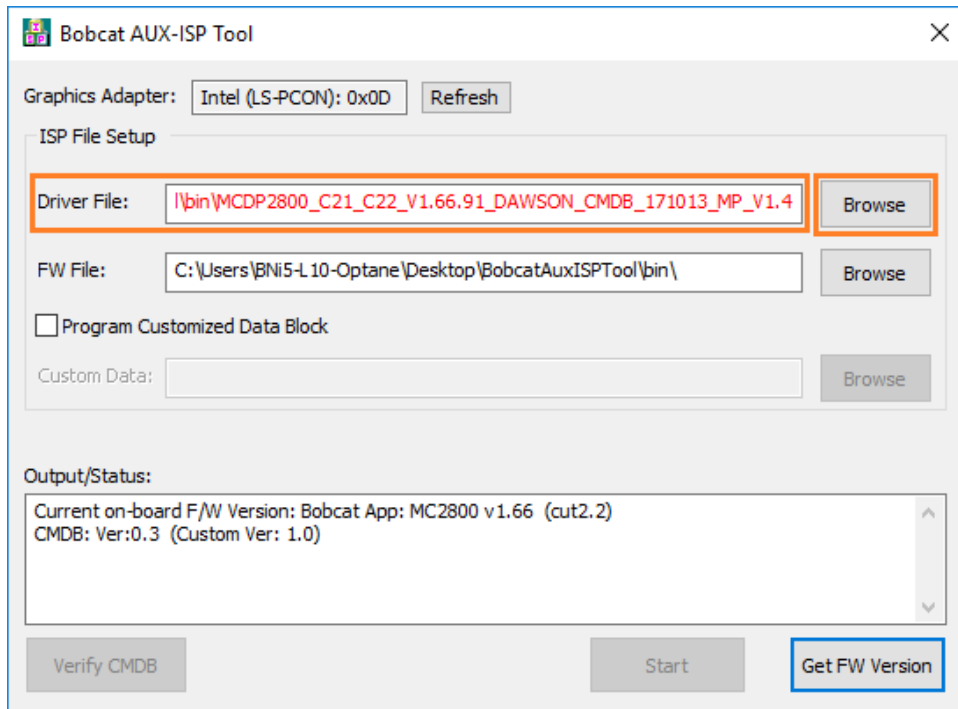 Bobcat AUX-ISP Tool
Graphics Adapter: Intel (LS-PCON): 0x0D Refresh
ISP File Setup
Driver File: l\bin\MCDP2800_C21_C22_V1.66.91_DAWSON_CMDB_171013_MP_V1.4 Browse
FW File: C:\Users\BNi5-L10-Optane\Desktop\BobcatAuxISPTool\bin\ Browse
Program Customized Data Block
Custom Data: Browse
Output/Status:
Current on-board F/W Version: Bobcat App: MC2800 v1.66 (cut2.2)
CMDB: Ver:0.3 (Custom Ver: 1.0)
Verify CMDB Start Get FW Version